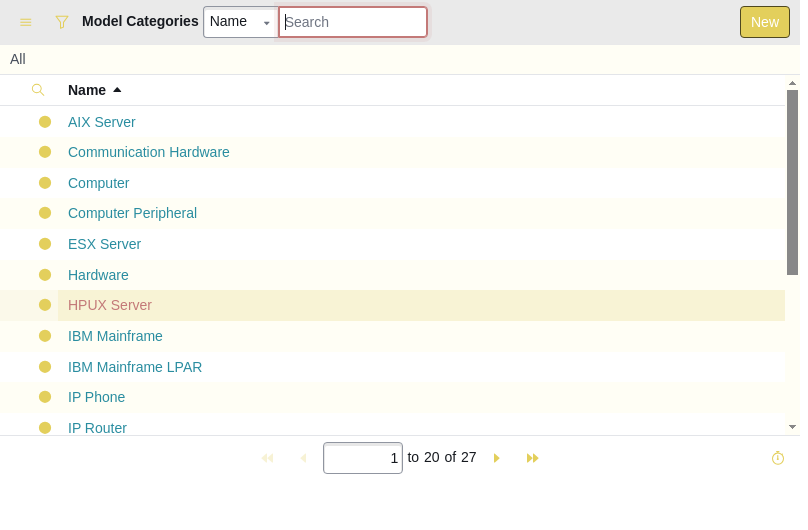 Model Categories Name Search New
All
Name
AIX Server
Communication Hardware
Computer
Computer Peripheral
ESX Server
Hardware
HPUX Server
IBM Mainframe
IBM Mainframe LPAR
IP Phone
IP Router
1 to 20 of 27